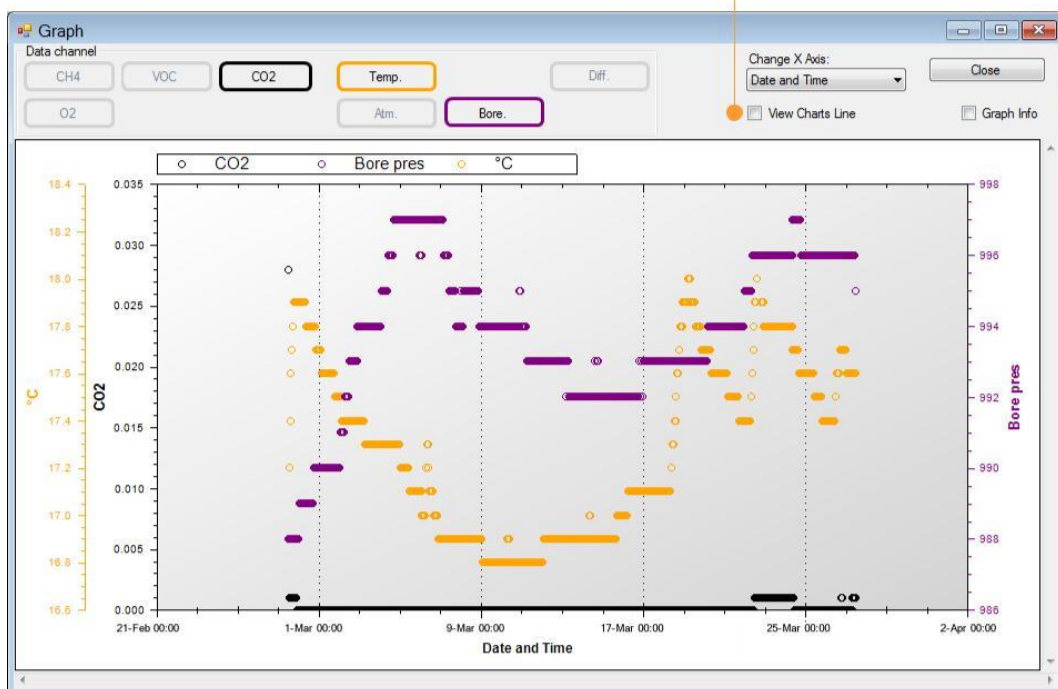 Graph
Data channel
CH4 VOC CO2 Temp. Diff.
O2 Atm. Bore.
Change X Axis:
Date and Time
Close
View Charts Line
Graph Info
CO2 Bore pres °C
18.4 0.035 998
18.2 0.030 996
18.0 0.025
17.8 994
17.6 0.020
°C CO2 Bore pres
992
17.4 0.015
17.2 0.010 990
17.0 0.005 988
16.8
16.6 0.000 986
21-Feb 00:00 1-Mar 00:00 9-Mar 00:00 17-Mar 00:00 25-Mar 00:00 2-Apr 00:00
Date and Time